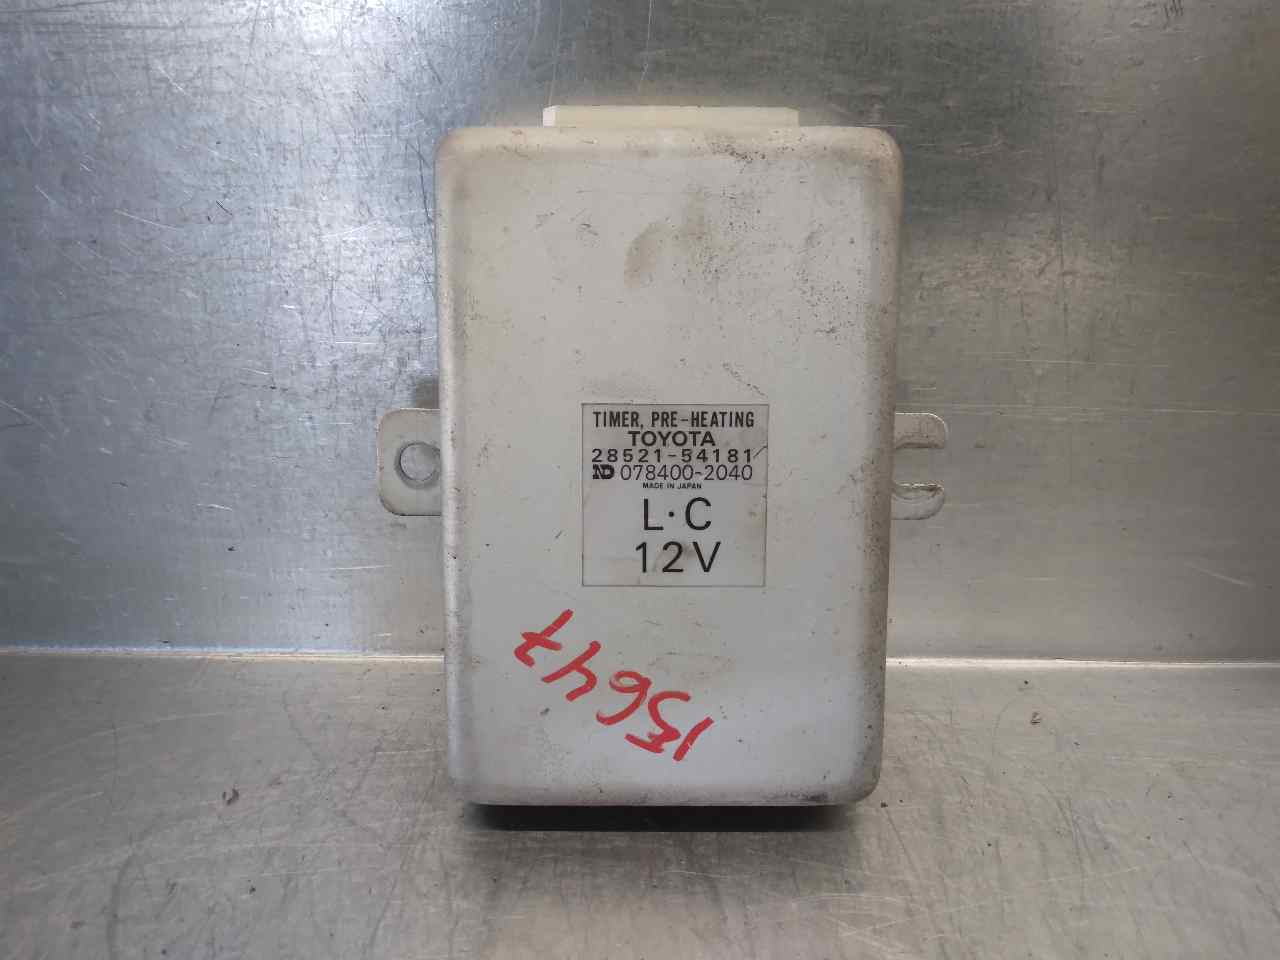 TIMER, PRE-HEATING
TOYOTA
28521-54181
ND 078400-2040
MADE IN JAPAN
L·C
12V
15647